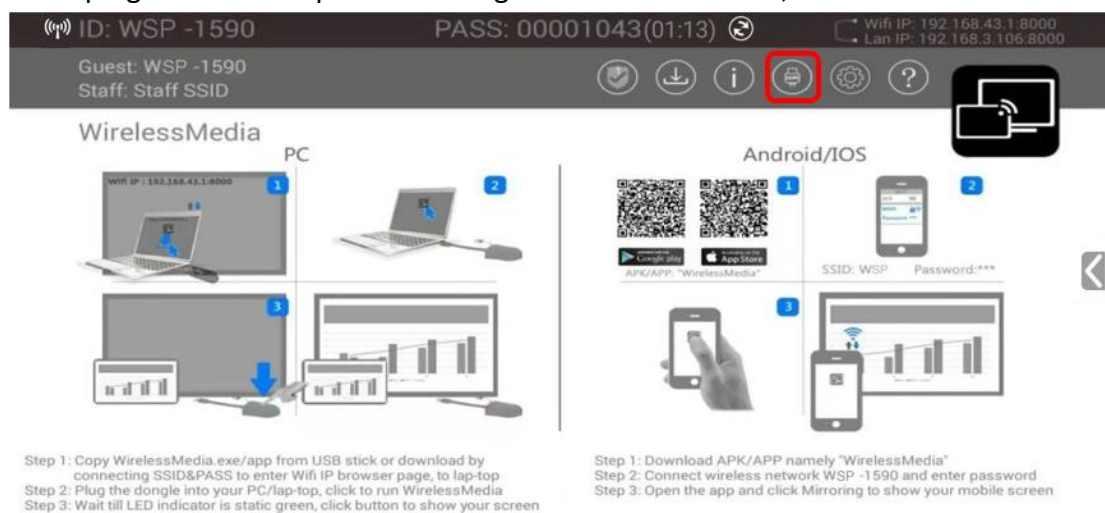 ID: WSP -1590
PASS: 00001043(01:13)
Wifi IP: 192.168.43.1:8000
Lan IP: 192.168.3.106:8000
Guest: WSP -1590
Staff: Staff SSID
WirelessMedia
PC
Wifi IP : 192.168.43.1:8000
1
2
3
Android/IOS
1
Google play
App Store
APK/APP: "WirelessMedia"
2
SSID: WSP Password:***
3
Step 1: Copy WirelessMedia.exe/app from USB stick or download by
connecting SSID&PASS to enter Wifi IP browser page, to lap-top
Step 2: Plug the dongle into your PC/lap-top, click to run WirelessMedia
Step 3: Wait till LED indicator is static green, click button to show your screen
Step 1: Download APK/APP namely "WirelessMedia"
Step 2: Connect wireless network WSP -1590 and enter password
Step 3: Open the app and click Mirroring to show your mobile screen